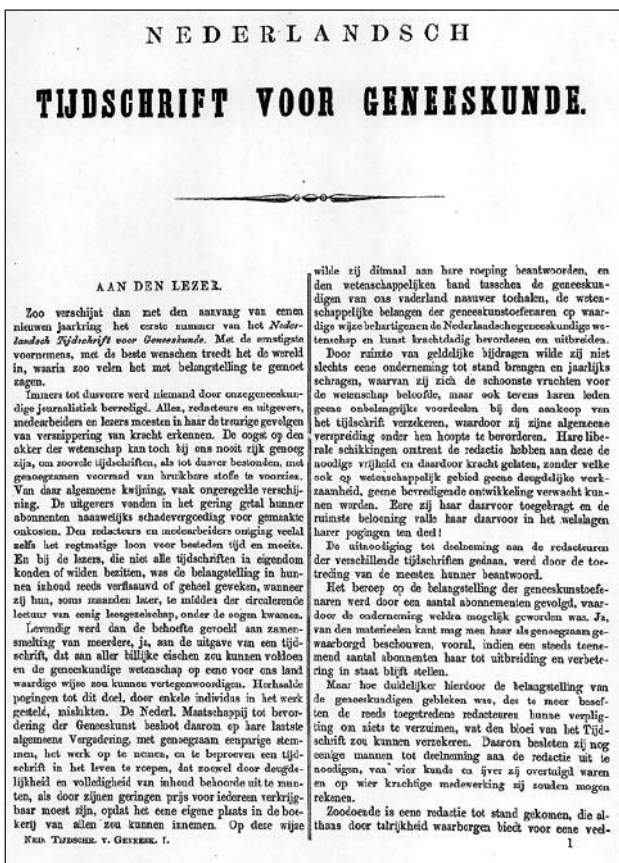 NEDERLANDSCH
TIJDSCHRIFT VOOR GENEESKUNDE.
AAN DEN LEZER.
Zoo verschijnt dan met den aanvang van eenen
nieuwen jaarkring het eerste nummer van het Neder-
landsch Tijdschrift voor Geneeskunde. Met de ernstigste
voornemens, met de beste wenschen treedt het de wereld
in, waarin zoo velen het met belangstelling te gemoet
zagen.
Immers tot dusverre werd niemand door onze geneeskun-
dige journalistiek bevredigd. Allen, redacteurs en uitgevers,
medearbeiders en lezers moesten in haar de treurige gevolgen
van versnippering van kracht erkennen. De oogst op den
akker der wetenschap kan toch bij ons nooit rijk genoeg
zijn, om zoovele tijdschriften, als tot dusver bestonden, met
genoegzamen voorraad van bruikbare stoffe te voorzien.
Van daar algemeene kwijning, vaak ongeregelde verschij-
ning. De uitgevers vonden in het gering getal hunner
abonnenten naauwelijks schadevergoeding voor gemaakte
onkosten. Den redacteurs en medearbeiders ontging veelal
zelfs het regtmatige loon voor besteden tijd en moeite.
En bij de lezers, die niet alle tijdschriften in eigendom
konden of wilden bezitten, was de belangstelling in hun-
nen inhoud reeds verflaauwd of geheel geweken, wanneer
zij hun, soms maanden later, te midden der circulerende
lectuur van eenig leesgezelschap, onder de oogen kwamen.
Levendig werd dan de behoefte gevoeld aan zamen-
smelting van meerdere, ja, aan de uitgave van een tijd-
schrift, dat aan aller billijke eischen zou kunnen voldoen
en de geneeskundige wetenschap op eene voor ons land
waardige wijze zou kunnen vertegenwoordigen. Herhaalde
pogingen tot dit doel, door enkele individus in het werk
gesteld, mislukten. De Nederl. Maatschappij tot bevor-
dering der Geneeskunst besloot daarom op hare laatste
algemeene Vergadering, met genoegzaam eenparige stem-
men, het werk op te nemen, en te beproeven een tijd-
schrift in het leven te roepen, dat zoowel door deugde-
lijkheid en volledigheid van inhoud behoorde uit te mun-
ten, als door zijnen geringen prijs voor iedereen verkrijg-
baar moest zijn, opdat het eene eigene plaats in de boe-
kerij van allen zou kunnen innemen. Op deze wijze
NED. TIJDSCHR. V. GENEESK. I.
wilde zij ditmaal aan hare roeping beantwoorden, en
den wetenschappelijken band tusschen de geneeskun-
digen van ons vaderland naauwer toehalen, de weten-
schappelijke belangen der geneeskunstoefenaren op waar-
dige wijze behartigen en de Nederlandsche geneeskundige we-
tenschap en kunst krachtdadig bevorderen en uitbreiden.
Door ruimte van geldelijke bijdragen wilde zij niet
slechts eene onderneming tot stand brengen en jaarlijks
schragen, waarvan zij zich de schoonste vruchten voor
de wetenschap beloofde, maar ook tevens haren leden
geene onbelangrijke voordeelen bij den aankoop van
het tijdschrift verzekeren, waardoor zij zijne algemeene
verspreiding onder hen hoopte te bevorderen. Hare libe-
rale schikkingen omtrent de redactie hebben aan deze de
noodige vrijheid en daardoor kracht gelaten, zonder welke
ook op wetenschappelijk gebied geene deugdelijke werk-
zaamheid, geene bevredigende ontwikkeling verwacht kun-
nen worden. Eere zij haar daarvoor toegebragt en de
ruimste belooning valle haar daarvoor in het welslagen
harer pogingen ten deel!
De uitnoodiging tot deelneming aan de redacteuren
der verschillende tijdschriften gedaan, werd door de toe-
treding van de meesten hunner beantwoord.
Het beroep op de belangstelling der geneeskunstoefe-
naren werd door een aantal abonnementen gevolgd, waar-
door de onderneming weldra mogelijk geworden was. Ja,
van den materieelen kant mag men haar als genoegzaam ge-
waarborgd beschouwen, vooral, indien een steeds toene-
mend aantal abonnenten haar tot uitbreiding en verbete-
ring in staat blijft stellen.
Maar hoe duidelijker hierdoor de belangstelling van
de geneeskundigen gebleken was, des te meer besef-
ten de reeds toegetredene redacteuren hunne verplig-
ting om niets te verzuimen, wat den bloei van het Tijd-
schrift zou kunnen verzekeren. Daarom besloten zij nog
eenige mannen tot deelneming aan de redactie uit te
noodigen, van wier kunde en ijver zij overtuigd waren
en op wier krachtige medewerking zij zouden mogen
rekenen.
Zoodoende is eene redactie tot stand gekomen, die al-
thans door talrijkheid waarborgen biedt voor eene veel-
1